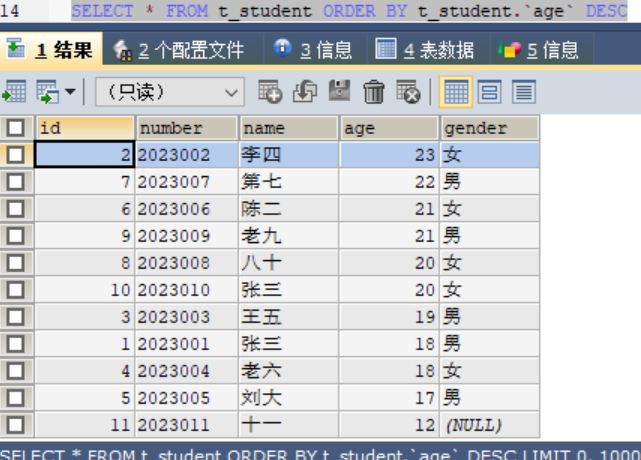 14 SELECT * FROM t_student ORDER BY t_student.`age` DESC
1 结果 2 个配置文件 3 信息 4 表数据 5 信息
(只读)
id number name age gender
2 2023002 李四 23 女
7 2023007 第七 22 男
6 2023006 陈二 21 女
9 2023009 老九 21 男
8 2023008 八十 20 女
10 2023010 张三 20 女
3 2023003 王五 19 男
1 2023001 张三 18 男
4 2023004 老六 18 女
5 2023005 刘大 17 男
11 2023011 十一 12 (NULL)
SELECT * FROM t_student ORDER BY t_student.`age` DESC LIMIT 0, 1000